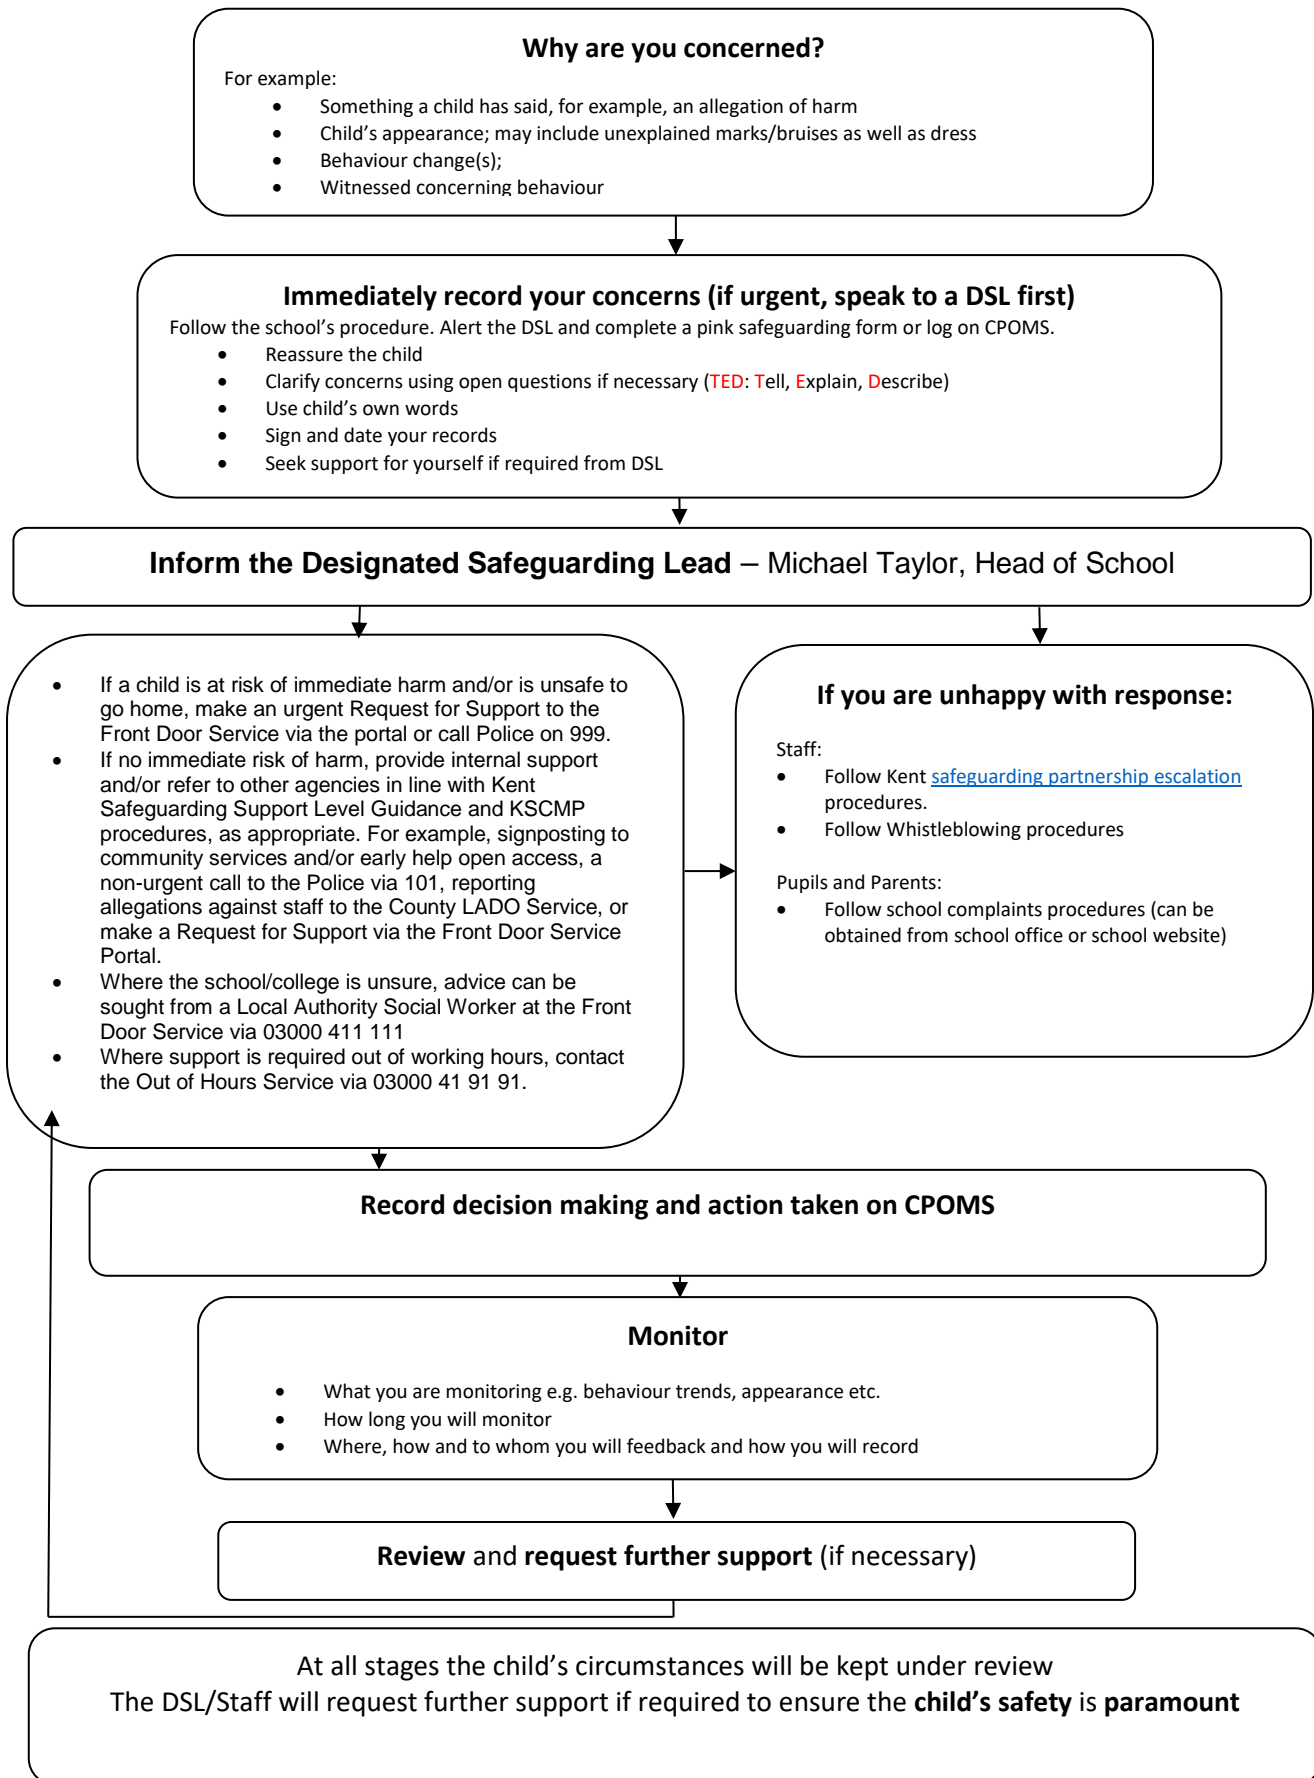 Why are you concerned?
For example:
• Something a child has said, for example, an allegation of harm
• Child's appearance; may include unexplained marks/bruises as well as dress
• Behaviour change(s);
• Witnessed concerning behaviour
Immediately record your concerns (if urgent, speak to a DSL first)
Follow the school's procedure. Alert the DSL and complete a pink safeguarding form or log on CPOMS.
• Reassure the child
• Clarify concerns using open questions if necessary (TED: Tell, Explain, Describe)
• Use child's own words
• Sign and date your records
• Seek support for yourself if required from DSL
Inform the Designated Safeguarding Lead – Michael Taylor, Head of School
• If a child is at risk of immediate harm and/or is unsafe to
go home, make an urgent Request for Support to the
Front Door Service via the portal or call Police on 999.
• If no immediate risk of harm, provide internal support
and/or refer to other agencies in line with Kent
Safeguarding Support Level Guidance and KSCMP
procedures, as appropriate. For example, signposting to
community services and/or early help open access, a
non-urgent call to the Police via 101, reporting
allegations against staff to the County LADO Service, or
make a Request for Support via the Front Door Service
Portal.
• Where the school/college is unsure, advice can be
sought from a Local Authority Social Worker at the Front
Door Service via 03000 411 111
• Where support is required out of working hours, contact
the Out of Hours Service via 03000 41 91 91.
If you are unhappy with response:
Staff:
• Follow Kent safeguarding partnership escalation
procedures.
• Follow Whistleblowing procedures
Pupils and Parents:
• Follow school complaints procedures (can be
obtained from school office or school website)
Record decision making and action taken on CPOMS
Monitor
• What you are monitoring e.g. behaviour trends, appearance etc.
• How long you will monitor
• Where, how and to whom you will feedback and how you will record
Review and request further support (if necessary)
At all stages the child's circumstances will be kept under review
The DSL/Staff will request further support if required to ensure the child's safety is paramount